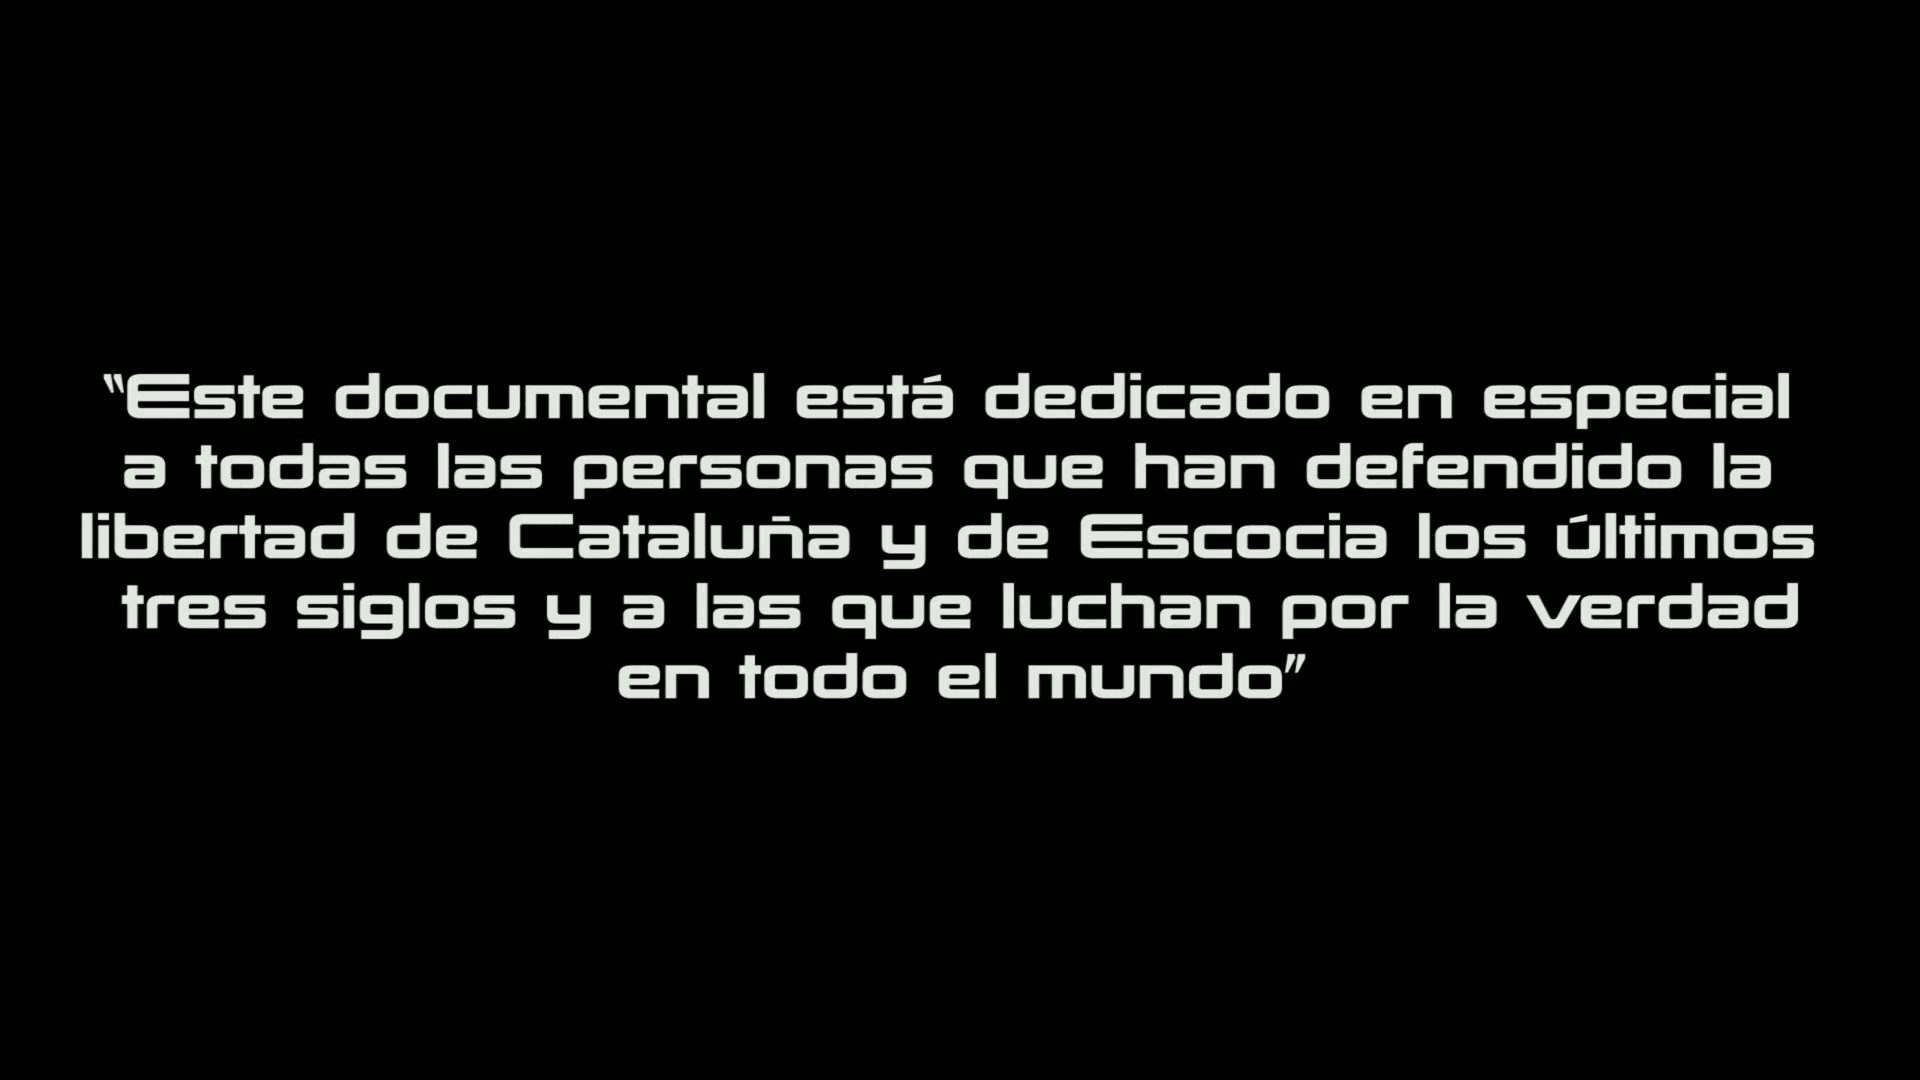 “Este documental está dedicado en especial
a todas las personas que han defendido la
libertad de Cataluña y de Escocia los últimos
tres siglos y a las que luchan por la verdad
en todo el mundo”